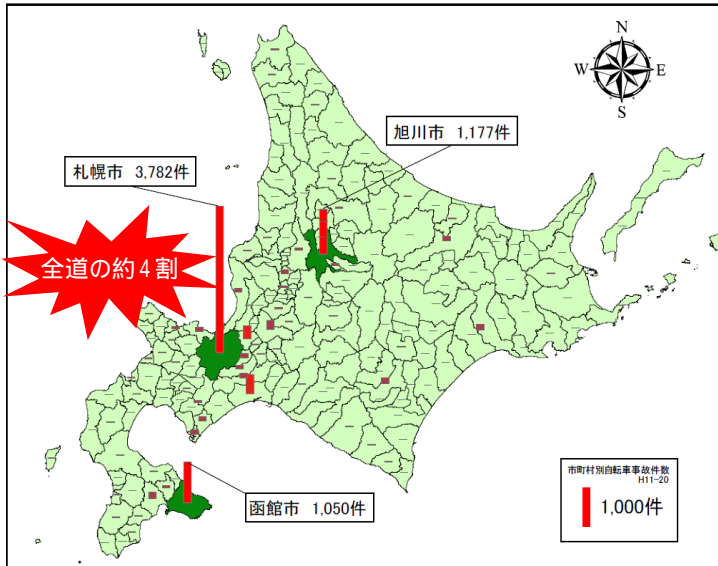 N
W E
S
旭川市 1,177件
札幌市 3,782件
全道の約4割
函館市 1,050件
市町村別自転車事故件数
H11-20
1,000件